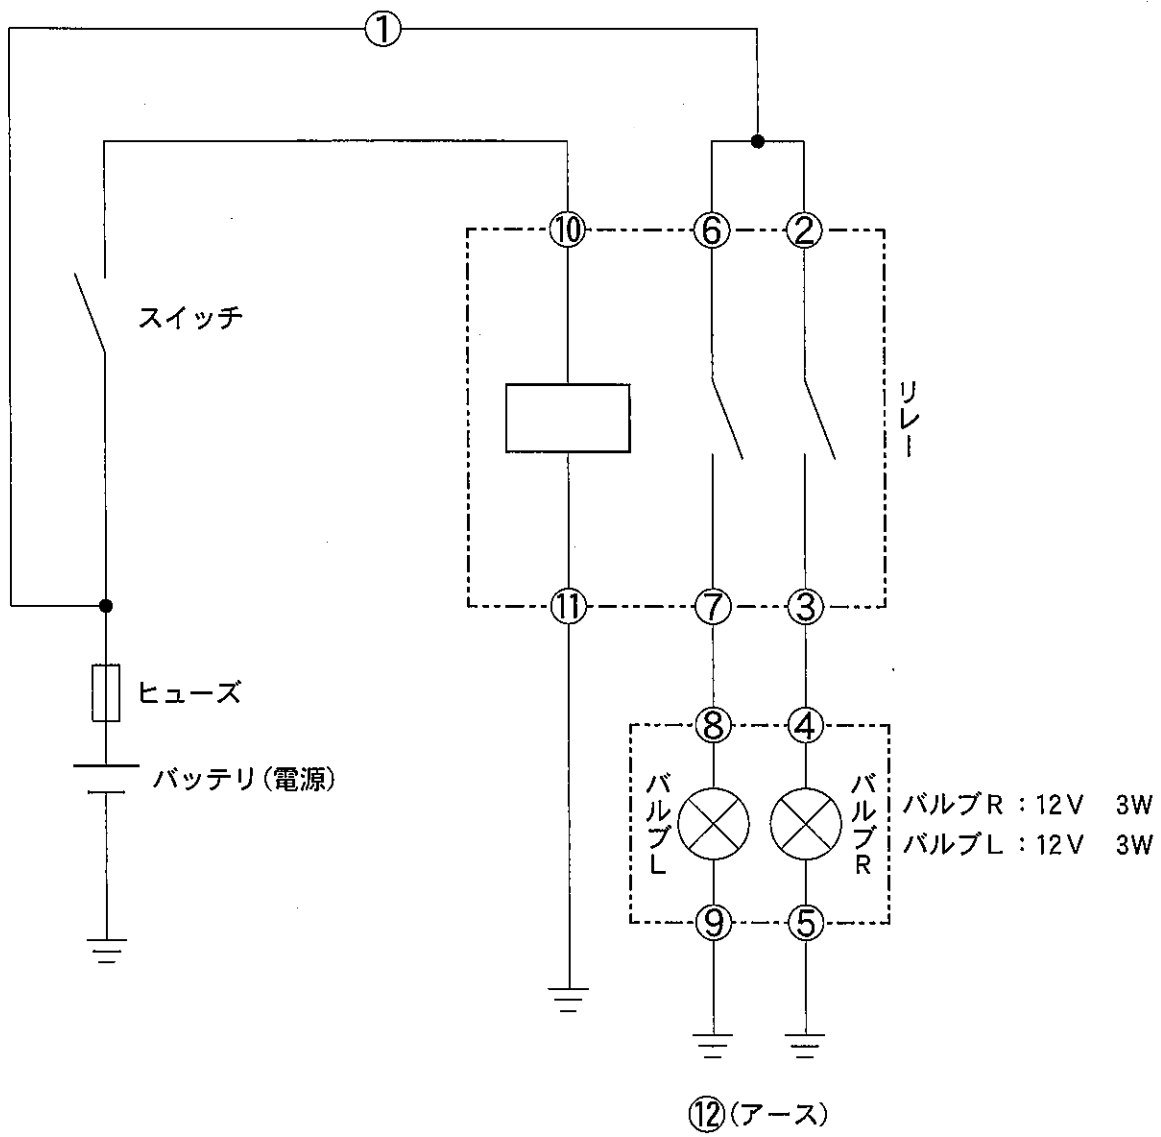 ①
⑩ ⑥ ②
スイッチ
リレー
⑪ ⑦ ③
ヒューズ
バッテリ(電源)
⑧ ④
バルブL
バルブR
バルブR:12V 3W
バルブL:12V 3W
⑨ ⑤
⑫(アース)